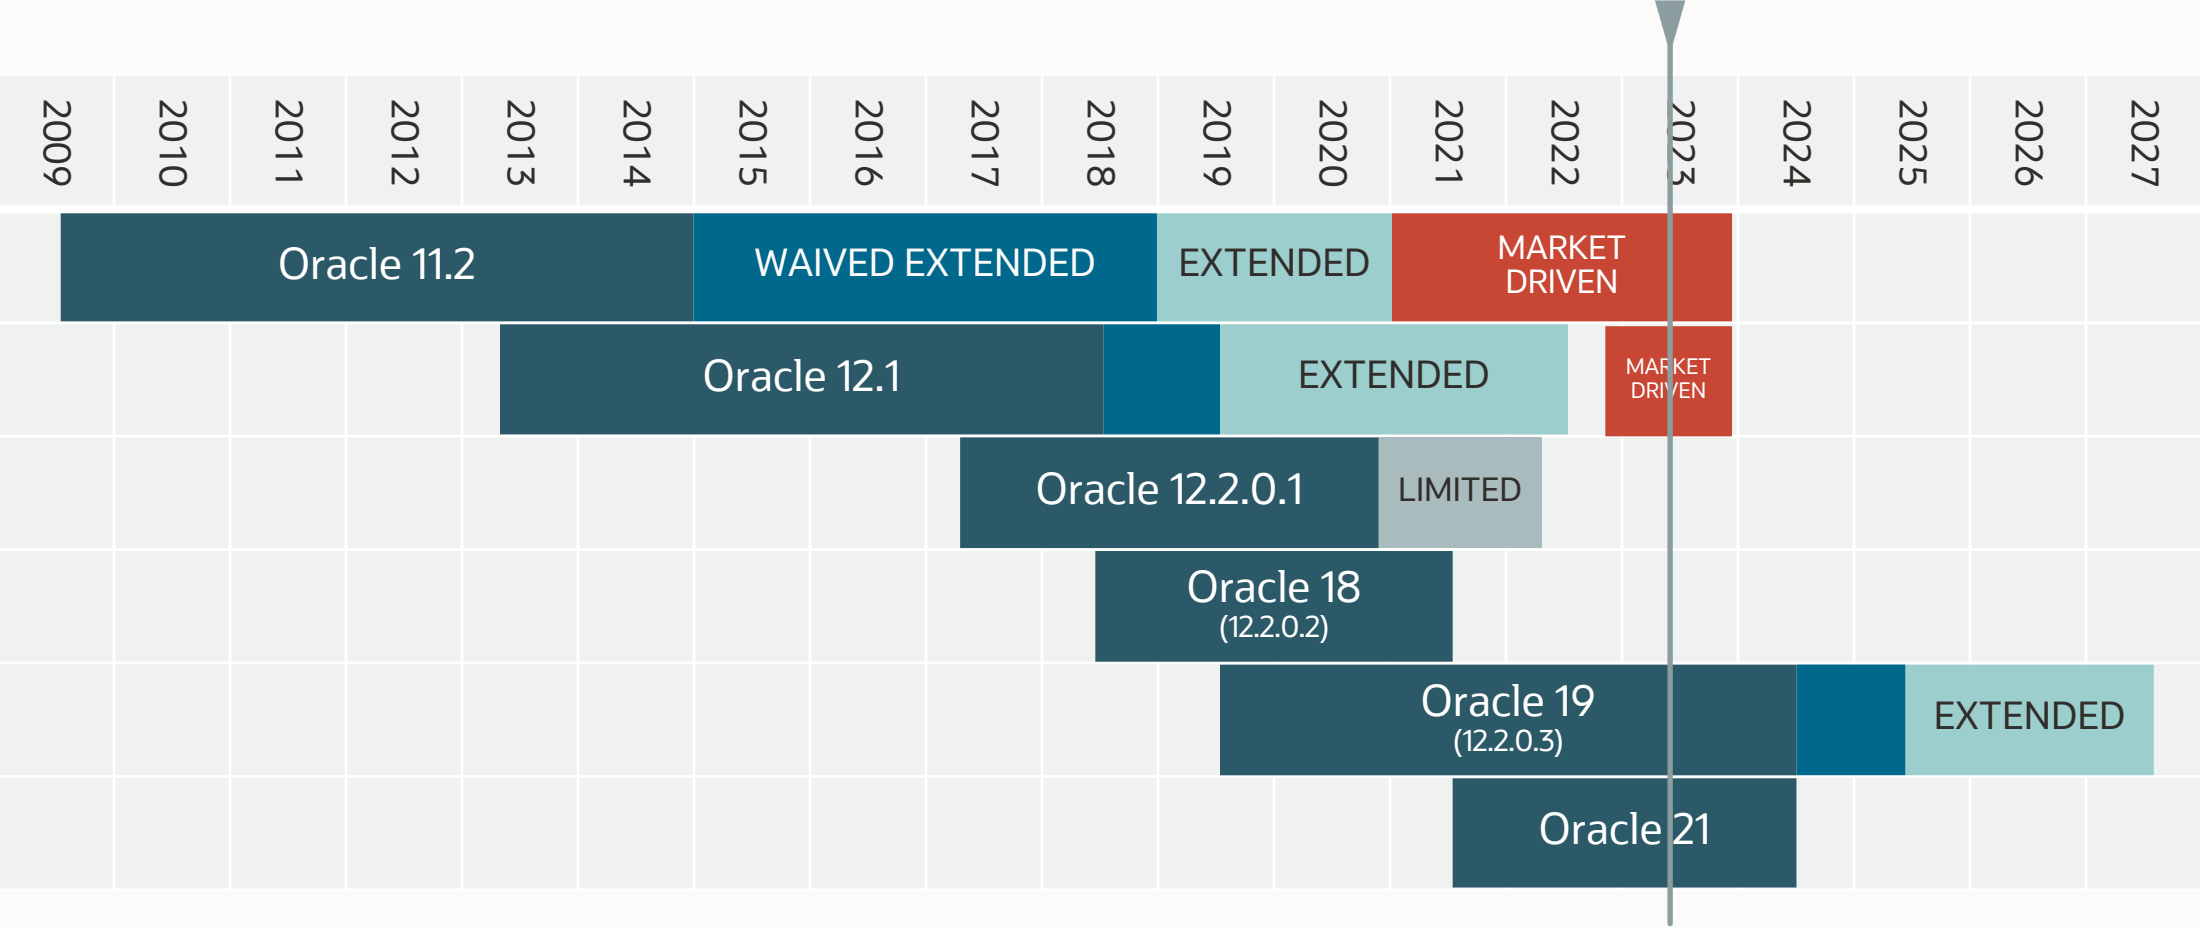 2009
2010
2011
2012
2013
2014
2015
2016
2017
2018
2019
2020
2021
2022
2023
2024
2025
2026
2027
Oracle 11.2
WAIVED EXTENDED
EXTENDED
MARKET
DRIVEN
Oracle 12.1
EXTENDED
MARKET
DRIVEN
Oracle 12.2.0.1
LIMITED
Oracle 18
(12.2.0.2)
Oracle 19
(12.2.0.3)
EXTENDED
Oracle 21